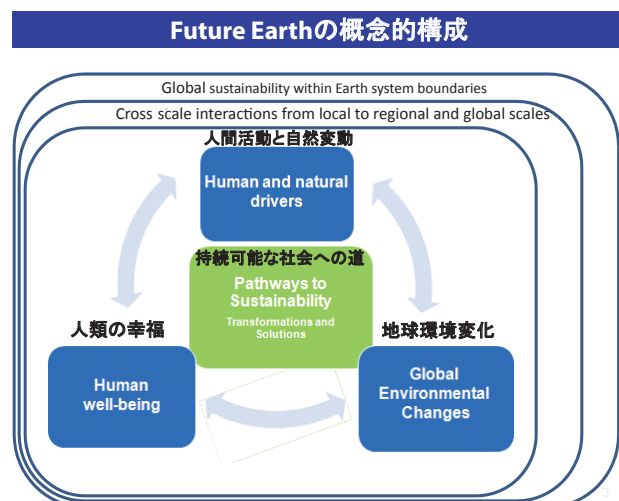 Future Earthの概念的構成
Global sustainability within Earth system boundaries
Cross scale interactions from local to regional and global scales
人間活動と自然変動
Human and natural
drivers
持続可能な社会への道
Pathways to
Sustainability
Transformations and
Solutions
人類の幸福
Human
well-being
地球環境変化
Global
Environmental
Changes
3